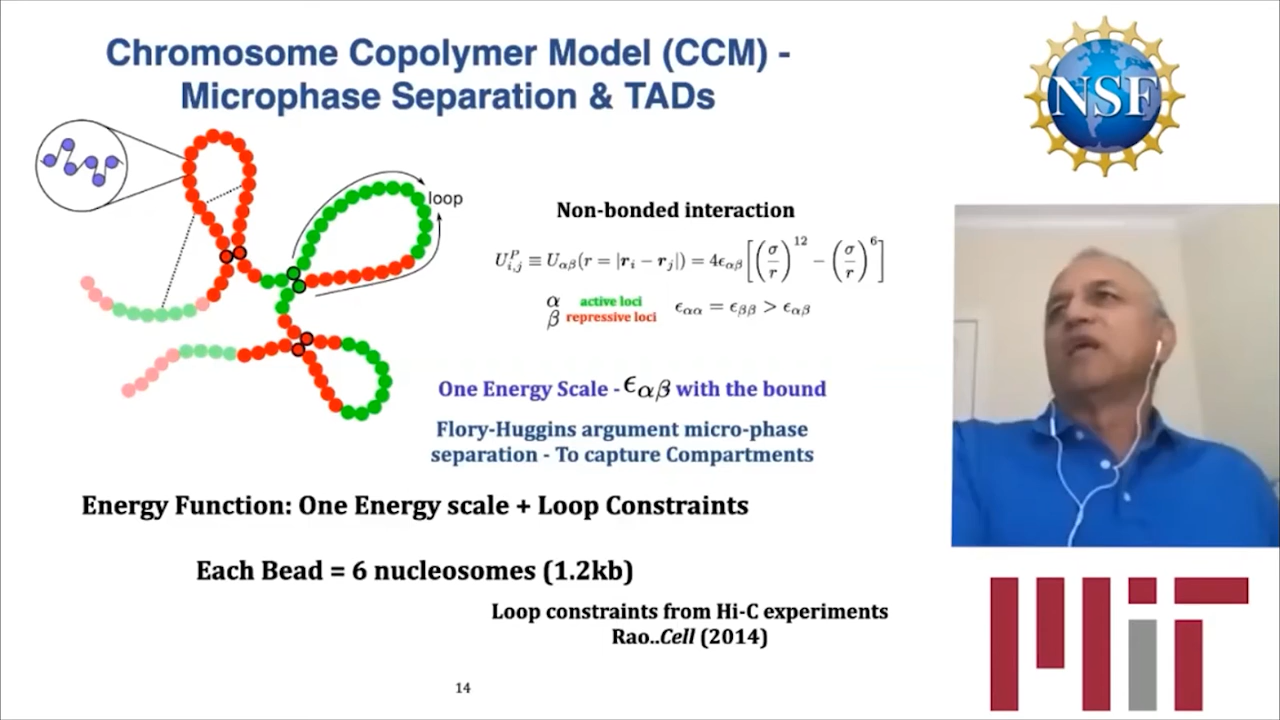 Chromosome Copolymer Model (CCM) -
Microphase Separation & TADs
NSF
loop
Non-bonded interaction
U^P_{i,j} ≡ U_{αβ}(r = |r_i − r_j|) = 4ϵ_{αβ}[(σ/r)^{12} − (σ/r)^6]
α active loci
β repressive loci
ϵ_{αα} = ϵ_{ββ} > ϵ_{αβ}
One Energy Scale - ϵ_{αβ} with the bound
Flory-Huggins argument micro-phase
separation - To capture Compartments
Energy Function: One Energy scale + Loop Constraints
Each Bead = 6 nucleosomes (1.2kb)
Loop constraints from Hi-C experiments
Rao..Cell (2014)
14
MIT